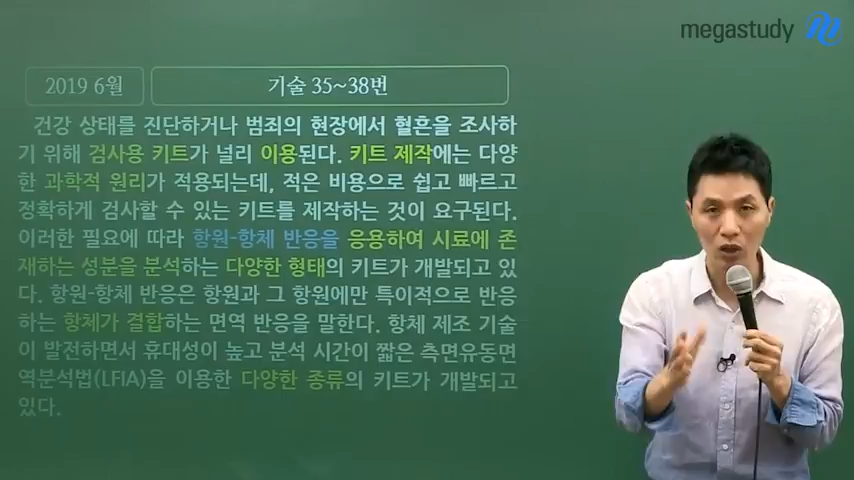 megastudy
2019 6월
기술 35~38번
건강 상태를 진단하거나 범죄의 현장에서 혈흔을 조사하
기 위해 검사용 키트가 널리 이용된다. 키트 제작에는 다양
한 과학적 원리가 적용되는데, 적은 비용으로 쉽고 빠르고
정확하게 검사할 수 있는 키트를 제작하는 것이 요구된다.
이러한 필요에 따라 항원-항체 반응을 응용하여 시료에 존
재하는 성분을 분석하는 다양한 형태의 키트가 개발되고 있
다. 항원-항체 반응은 항원과 그 항원에만 특이적으로 반응
하는 항체가 결합하는 면역 반응을 말한다. 항체 제조 기술
이 발전하면서 휴대성이 높고 분석 시간이 짧은 측면유동면
역분석법(LFIA)을 이용한 다양한 종류의 키트가 개발되고
있다.